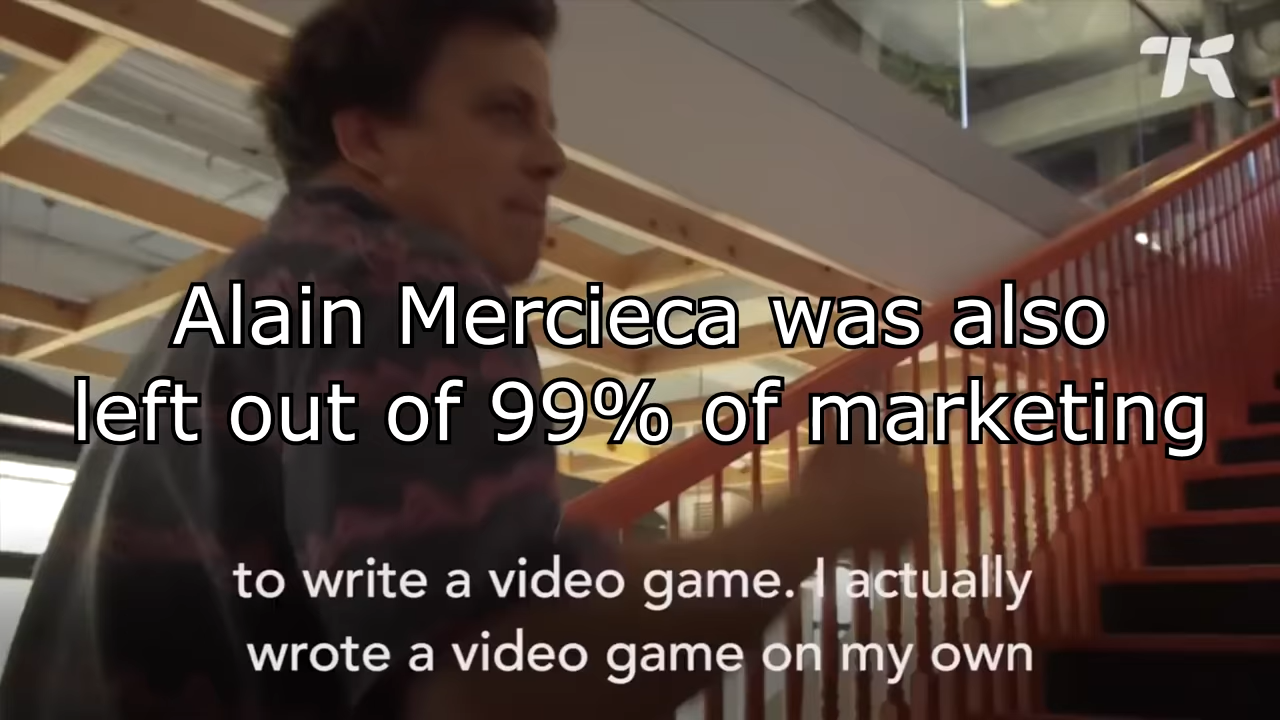 Alain Mercieca was also
left out of 99% of marketing
to write a video game. I actually
wrote a video game on my own